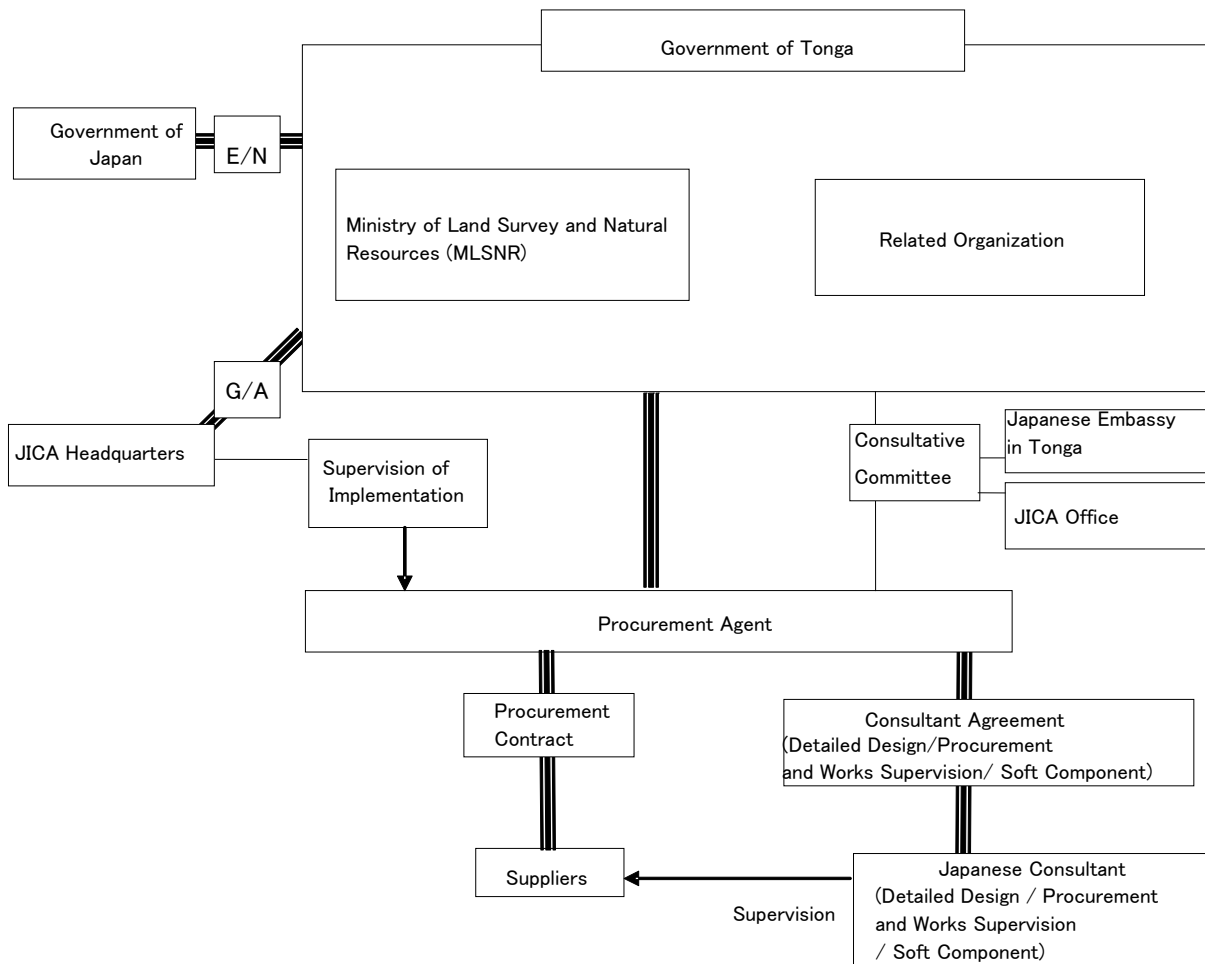 Government of Tonga
Government of
Japan
E/N
Ministry of Land Survey and Natural
Resources (MLSNR)
Related Organization
G/A
JICA Headquarters
Supervision of
Implementation
Consultative
Committee
Japanese Embassy
in Tonga
JICA Office
Procurement Agent
Procurement
Contract
Consultant Agreement
(Detailed Design/Procurement
and Works Supervision/ Soft Component)
Suppliers
Supervision
Japanese Consultant
(Detailed Design / Procurement
and Works Supervision
/ Soft Component)